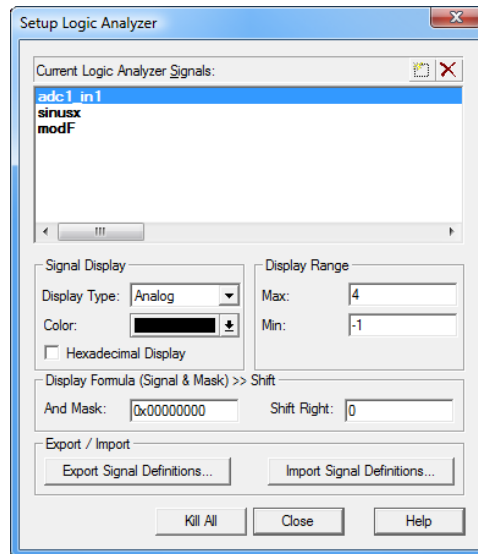 Setup Logic Analyzer
Current Logic Analyzer Signals:
adc1_in1
sinusx
modF
Signal Display
Display Range
Display Type: Analog
Max: 4
Color:
Min: -1
Hexadecimal Display
Display Formula (Signal & Mask) >> Shift
And Mask: 0x00000000
Shift Right: 0
Export / Import
Export Signal Definitions...
Import Signal Definitions...
Kill All
Close
Help